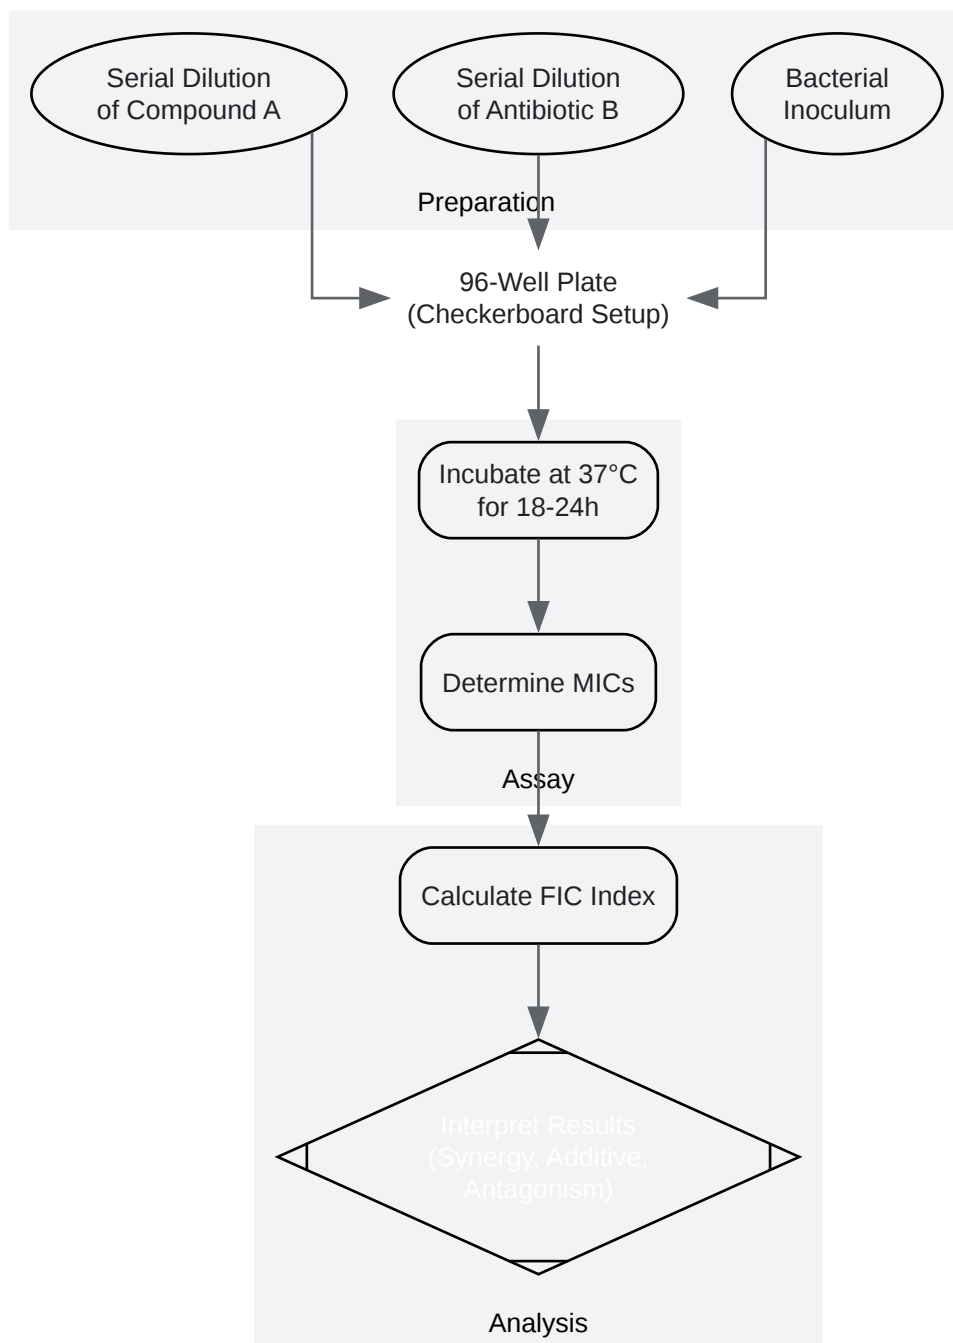 Serial Dilution
of Compound A
Serial Dilution
of Antibiotic B
Bacterial
Inoculum
Preparation
96-Well Plate
(Checkerboard Setup)
Incubate at 37°C
for 18-24h
Determine MICs
Assay
Calculate FIC Index
Interpret Results
(Synergy, Additive,
Antagonism)
Analysis